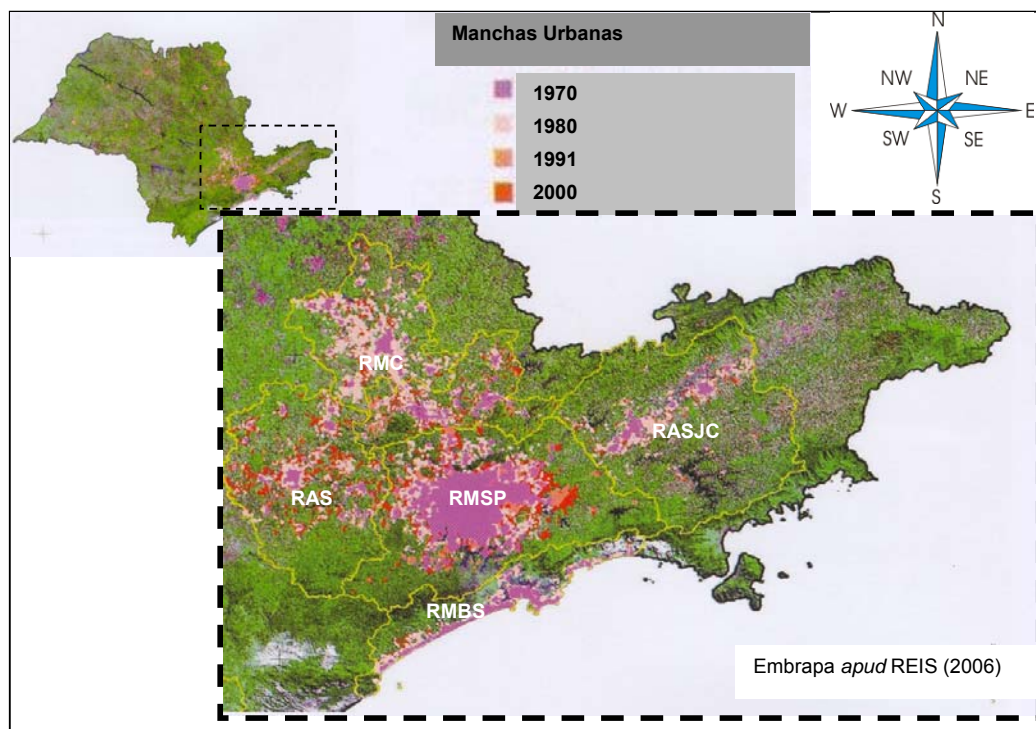 Manchas Urbanas
1970
1980
1991
2000
N
NW
NE
W
E
SW
SE
S
RMC
RASJC
RAS
RMSP
RMBS
Embrapa apud REIS (2006)